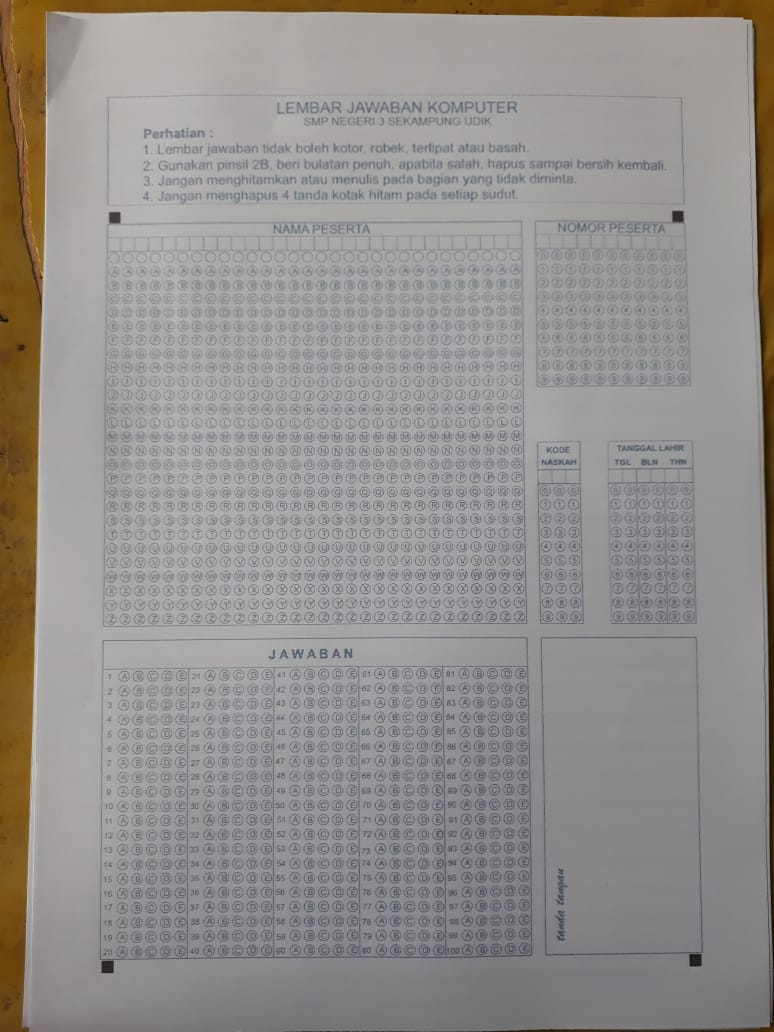 LEMBAR JAWABAN KOMPUTER
SMP NEGERI 3 SEKAMPUNG UDIK
Perhatian :
1. Lembar jawaban tidak boleh kotor, robek, terlipat atau basah.
2. Gunakan pinsil 2B, beri bulatan penuh, apabila salah, hapus sampai bersih kembali.
3. Jangan menghitamkan atau menulis pada bagian yang tidak diminta.
4. Jangan menghapus 4 tanda kotak hitam pada setiap sudut.
NAMA PESERTA
NOMOR PESERTA
KODE
NASKAH
TANGGAL LAHIR
TGL BLN THN
JAWABAN
1 A B C D E 21 A B C D E 41 A B C D E 61 A B C D E 81 A B C D E
2 A B C D E 22 A B C D E 42 A B C D E 62 A B C D E 82 A B C D E
3 A B C D E 23 A B C D E 43 A B C D E 63 A B C D E 83 A B C D E
4 A B C D E 24 A B C D E 44 A B C D E 64 A B C D E 84 A B C D E
5 A B C D E 25 A B C D E 45 A B C D E 65 A B C D E 85 A B C D E
6 A B C D E 26 A B C D E 46 A B C D E 66 A B C D E 86 A B C D E
7 A B C D E 27 A B C D E 47 A B C D E 67 A B C D E 87 A B C D E
8 A B C D E 28 A B C D E 48 A B C D E 68 A B C D E 88 A B C D E
9 A B C D E 29 A B C D E 49 A B C D E 69 A B C D E 89 A B C D E
10 A B C D E 30 A B C D E 50 A B C D E 70 A B C D E 90 A B C D E
11 A B C D E 31 A B C D E 51 A B C D E 71 A B C D E 91 A B C D E
12 A B C D E 32 A B C D E 52 A B C D E 72 A B C D E 92 A B C D E
13 A B C D E 33 A B C D E 53 A B C D E 73 A B C D E 93 A B C D E
14 A B C D E 34 A B C D E 54 A B C D E 74 A B C D E 94 A B C D E
15 A B C D E 35 A B C D E 55 A B C D E 75 A B C D E 95 A B C D E
16 A B C D E 36 A B C D E 56 A B C D E 76 A B C D E 96 A B C D E
17 A B C D E 37 A B C D E 57 A B C D E 77 A B C D E 97 A B C D E
18 A B C D E 38 A B C D E 58 A B C D E 78 A B C D E 98 A B C D E
19 A B C D E 39 A B C D E 59 A B C D E 79 A B C D E 99 A B C D E
20 A B C D E 40 A B C D E 60 A B C D E 80 A B C D E 100 A B C D E
tanda tangan